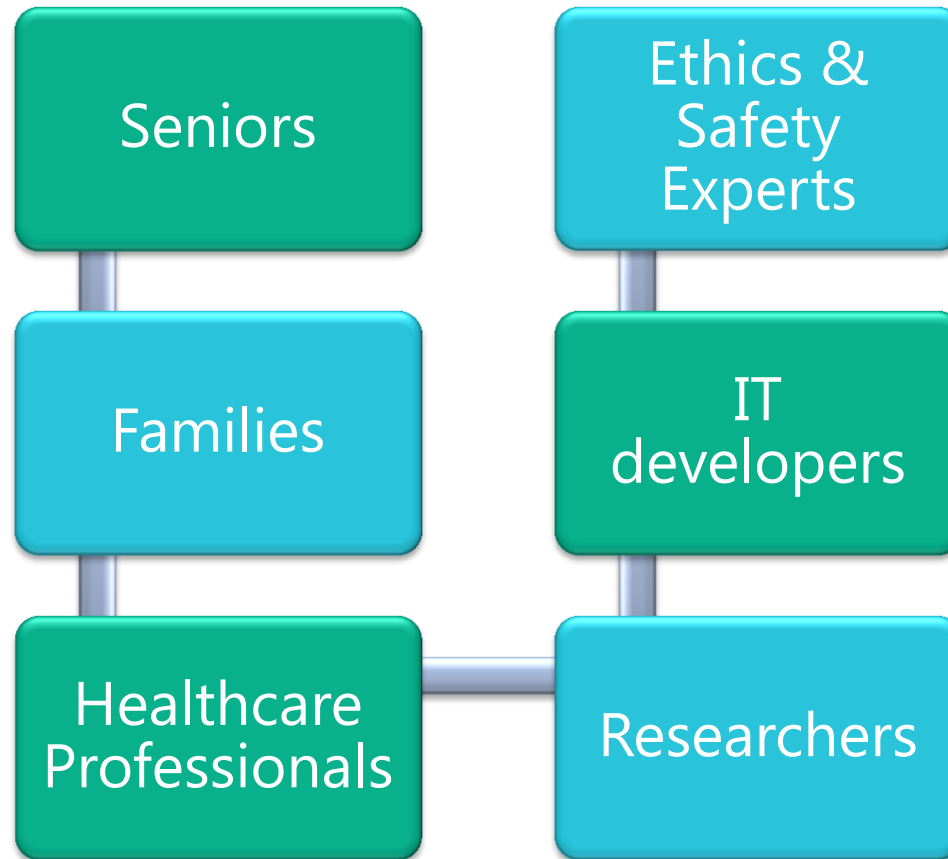 Seniors
Families
Healthcare
Professionals
Researchers
IT
developers
Ethics &
Safety
Experts